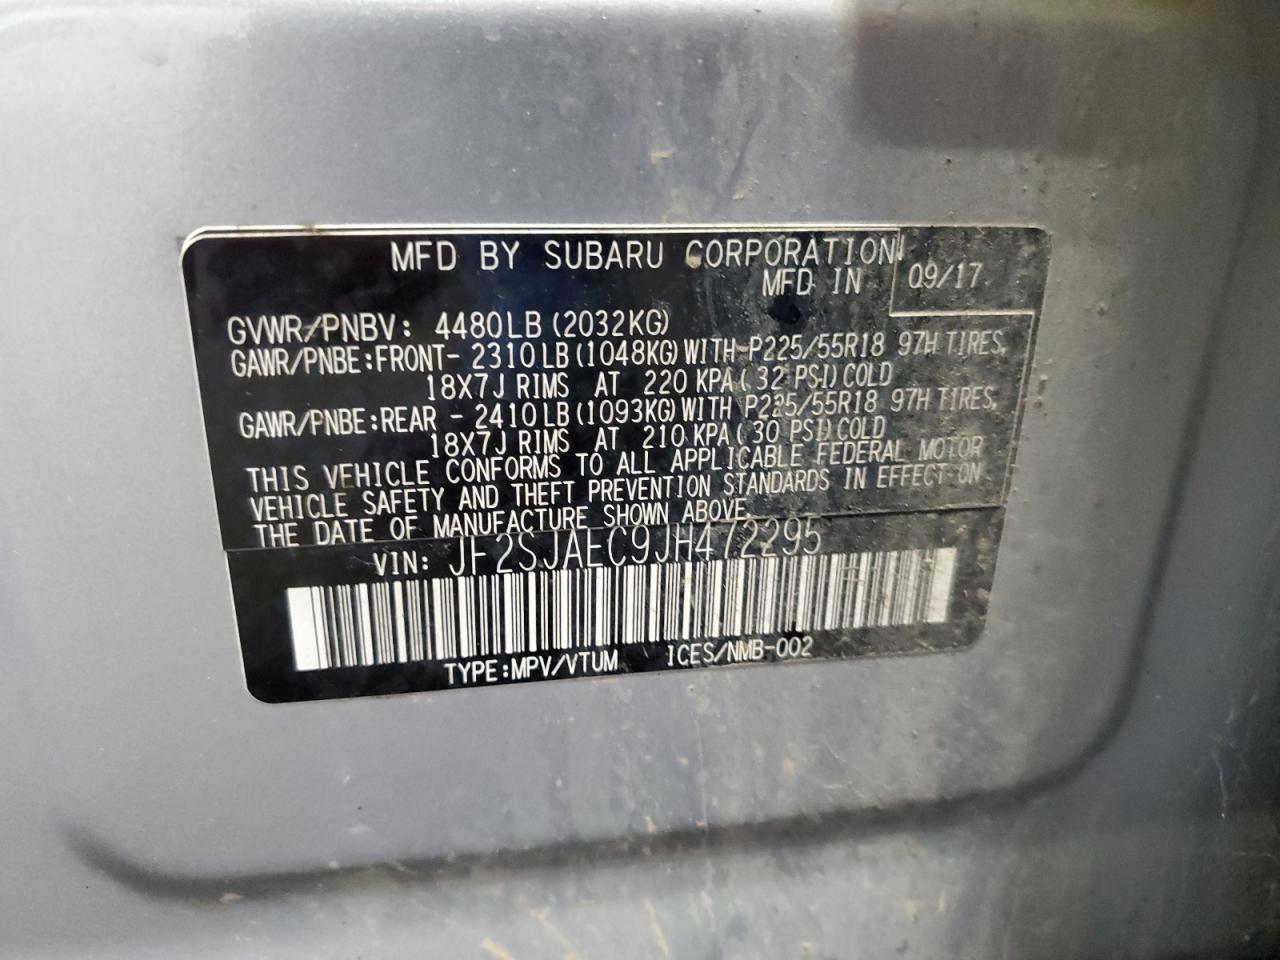 MFD BY SUBARU CORPORATION
MFD IN 09/17
GVWR/PNBV: 4480LB(2032KG)
GAWR/PNBE:FRONT- 2310LB(1048KG)WITH P225/55R18 97H TIRES,
18X7J RIMS AT 220 KPA( 32 PSI)COLD
GAWR/PNBE:REAR - 2410LB(1093KG)WITH P225/55R18 97H TIRES,
18X7J RIMS AT 210 KPA( 30 PSI)COLD
THIS VEHICLE CONFORMS TO ALL APPLICABLE FEDERAL MOTOR
VEHICLE SAFETY AND THEFT PREVENTION STANDARDS IN EFFECT ON
THE DATE OF MANUFACTURE SHOWN ABOVE.
VIN: JF2SJAEC9JH472295
TYPE:MPV/VTUM ICES/NMB-002